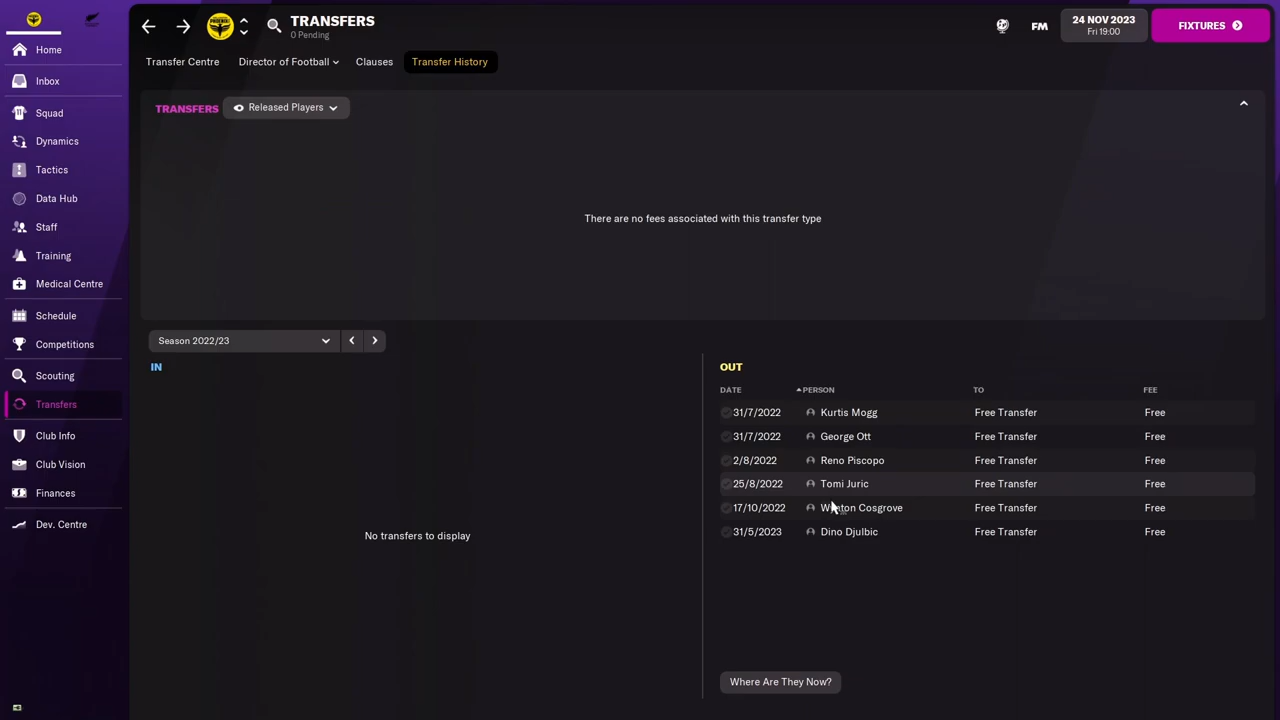 TRANSFERS
0 Pending
FM
24 NOV 2023
Fri 19:00
FIXTURES
Home
Inbox
Squad
Dynamics
Tactics
Data Hub
Staff
Training
Medical Centre
Schedule
Competitions
Scouting
Transfers
Club Info
Club Vision
Finances
Dev. Centre
Transfer Centre Director of Football Clauses Transfer History
TRANSFERS Released Players
There are no fees associated with this transfer type
Season 2022/23
IN
No transfers to display
OUT
DATE PERSON TO FEE
31/7/2022 Kurtis Mogg Free Transfer Free
31/7/2022 George Ott Free Transfer Free
2/8/2022 Reno Piscopo Free Transfer Free
25/8/2022 Tomi Juric Free Transfer Free
17/10/2022 Cosgrove Free Transfer Free
31/5/2023 Dino Djulbic Free Transfer Free
Where Are They Now?